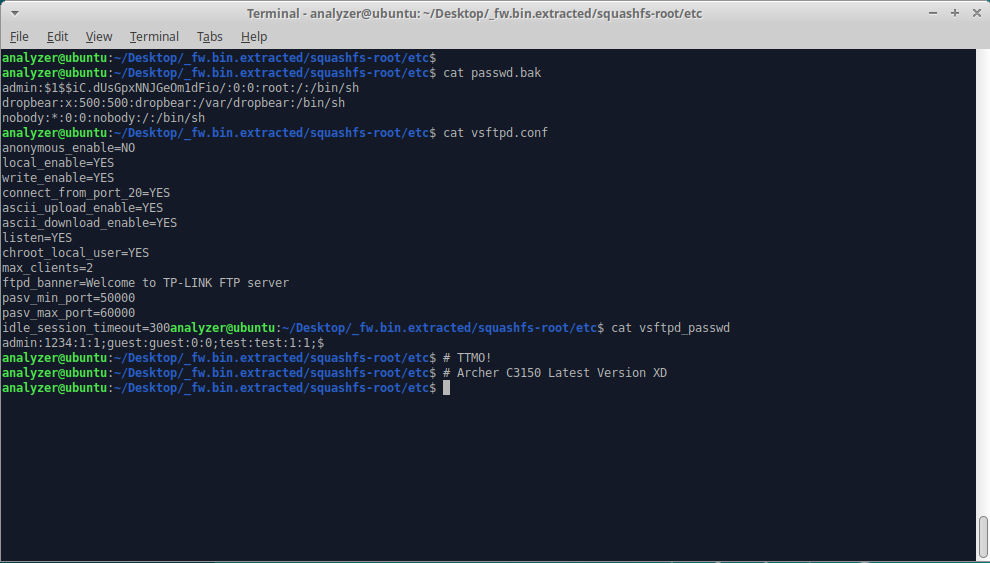 Terminal - analyzer@ubuntu: ~/Desktop/_fw.bin.extracted/squashfs-root/etc
File Edit View Terminal Tabs Help
analyzer@ubuntu:~/Desktop/_fw.bin.extracted/squashfs-root/etc$
analyzer@ubuntu:~/Desktop/_fw.bin.extracted/squashfs-root/etc$ cat passwd.bak
admin:$1$$iC.dUsGpxNNJGeOm1dFio/:0:0:root:/:/bin/sh
dropbear:x:500:500:dropbear:/var/dropbear:/bin/sh
nobody:*:0:0:nobody:/:/bin/sh
analyzer@ubuntu:~/Desktop/_fw.bin.extracted/squashfs-root/etc$ cat vsftpd.conf
anonymous_enable=NO
local_enable=YES
write_enable=YES
connect_from_port_20=YES
ascii_upload_enable=YES
ascii_download_enable=YES
listen=YES
chroot_local_user=YES
max_clients=2
ftpd_banner=Welcome to TP-LINK FTP server
pasv_min_port=50000
pasv_max_port=60000
idle_session_timeout=300analyzer@ubuntu:~/Desktop/_fw.bin.extracted/squashfs-root/etc$ cat vsftpd_passwd
admin:1234:1:1;guest:guest:0:0;test:test:1:1;$
analyzer@ubuntu:~/Desktop/_fw.bin.extracted/squashfs-root/etc$ # TTMO!
analyzer@ubuntu:~/Desktop/_fw.bin.extracted/squashfs-root/etc$ # Archer C3150 Latest Version XD
analyzer@ubuntu:~/Desktop/_fw.bin.extracted/squashfs-root/etc$